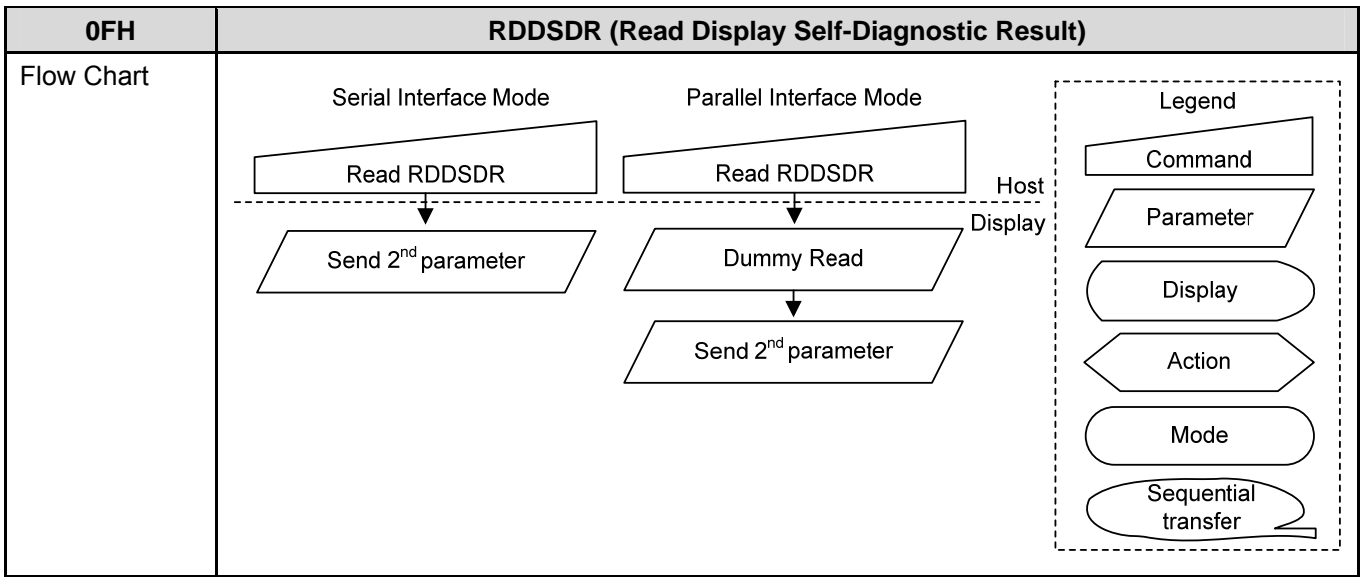 0FH
RDDSDR (Read Display Self-Diagnostic Result)
Flow Chart
Serial Interface Mode
Read RDDSDR
Send 2nd parameter
Parallel Interface Mode
Read RDDSDR
Host
Display
Dummy Read
Send 2nd parameter
Legend
Command
Parameter
Display
Action
Mode
Sequential
transfer